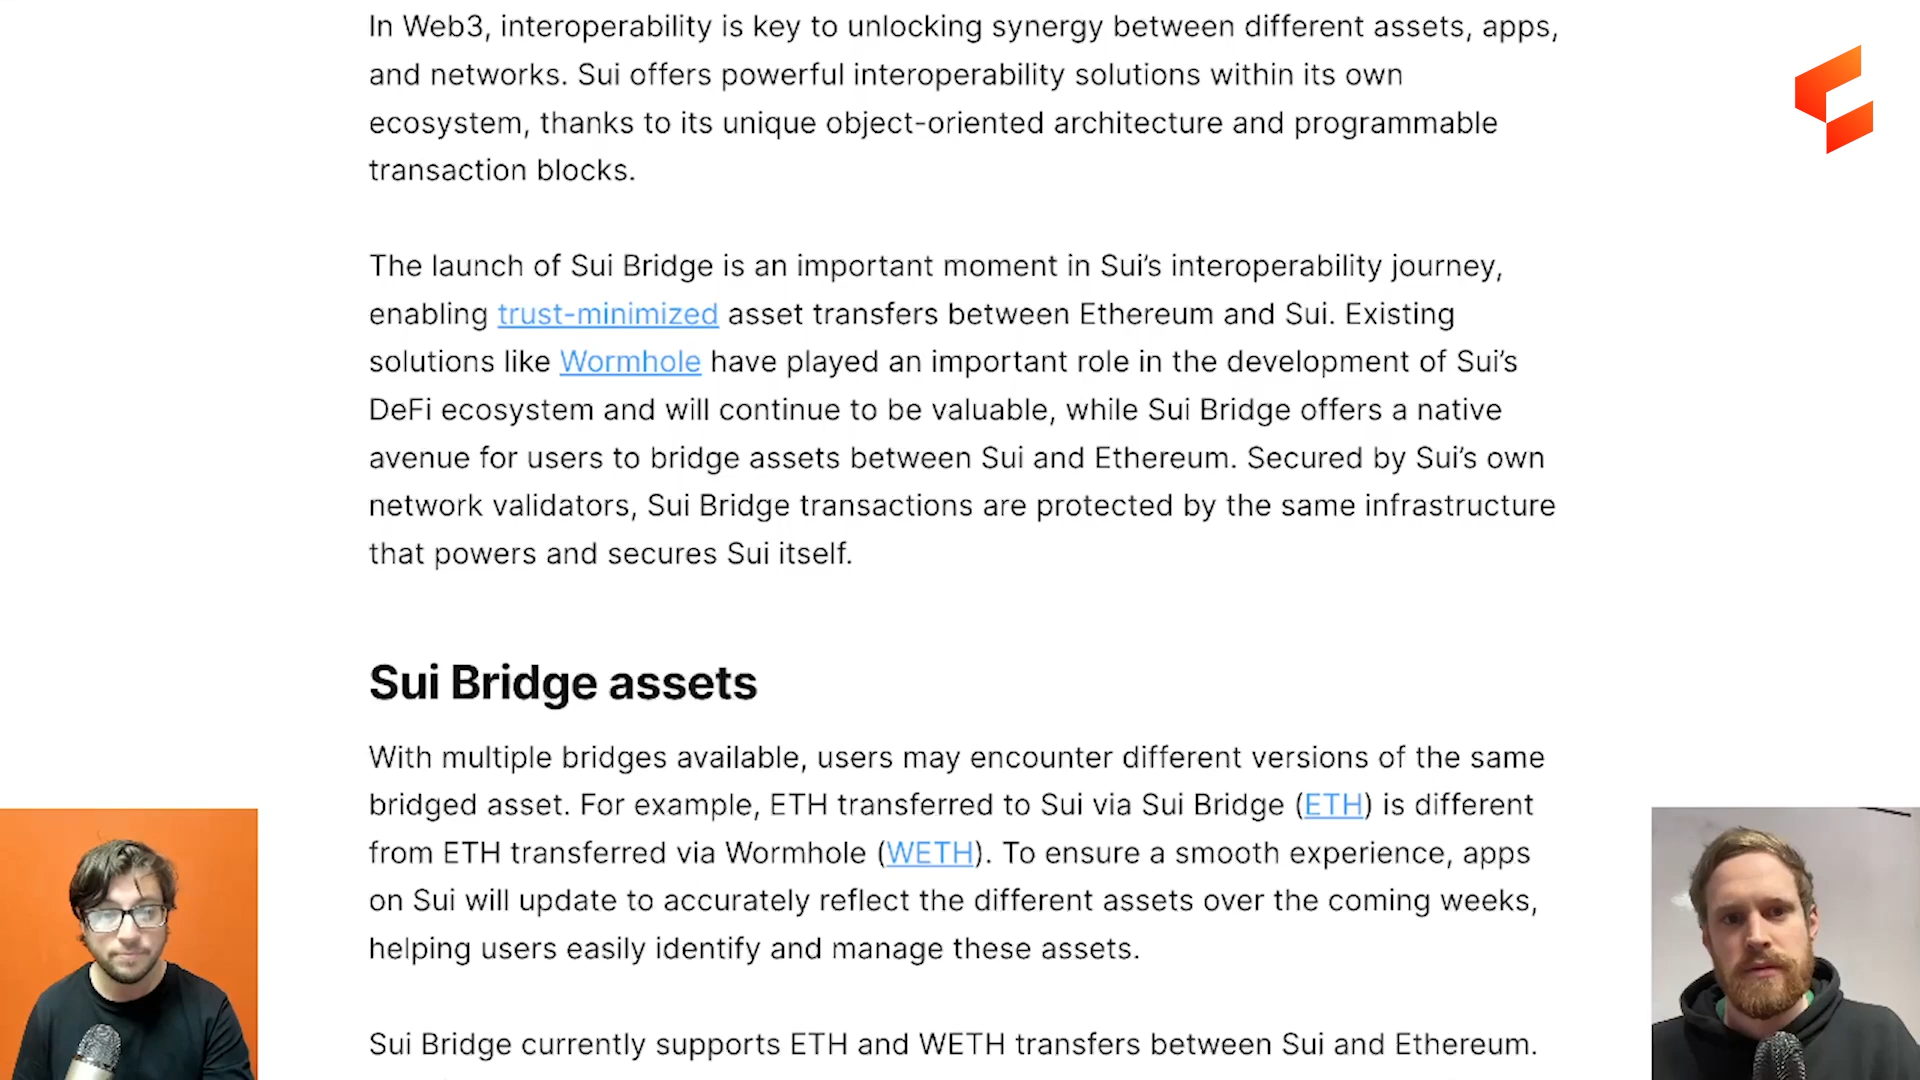 In Web3, interoperability is key to unlocking synergy between different assets, apps,
and networks. Sui offers powerful interoperability solutions within its own
ecosystem, thanks to its unique object-oriented architecture and programmable
transaction blocks.
The launch of Sui Bridge is an important moment in Sui’s interoperability journey,
enabling trust-minimized asset transfers between Ethereum and Sui. Existing
solutions like Wormhole have played an important role in the development of Sui’s
DeFi ecosystem and will continue to be valuable, while Sui Bridge offers a native
avenue for users to bridge assets between Sui and Ethereum. Secured by Sui’s own
network validators, Sui Bridge transactions are protected by the same infrastructure
that powers and secures Sui itself.
Sui Bridge assets
With multiple bridges available, users may encounter different versions of the same
bridged asset. For example, ETH transferred to Sui via Sui Bridge (ETH) is different
from ETH transferred via Wormhole (WETH). To ensure a smooth experience, apps
on Sui will update to accurately reflect the different assets over the coming weeks,
helping users easily identify and manage these assets.
Sui Bridge currently supports ETH and WETH transfers between Sui and Ethereum.